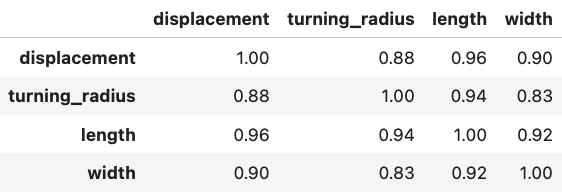 displacement turning_radius length width
displacement 1.00 0.88 0.96 0.90
turning_radius 0.88 1.00 0.94 0.83
length 0.96 0.94 1.00 0.92
width 0.90 0.83 0.92 1.00